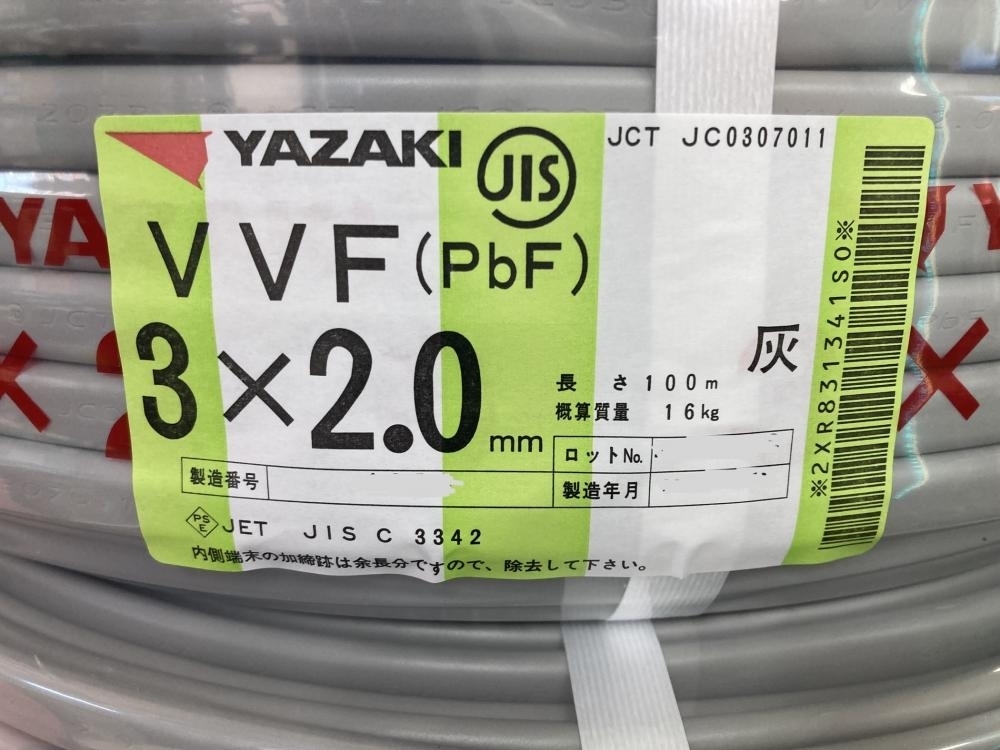 YAZAKI
JIS
JCT JC0307011
VVF(PbF)
3×2.0mm
灰
長さ100m
概算質量 16kg
ロットNo.
製造番号
製造年月
PSE JET JIS C 3342
内側端末の加締跡は余長分ですので、除去して下さい。
※2XR831341S0※
YA
PbF